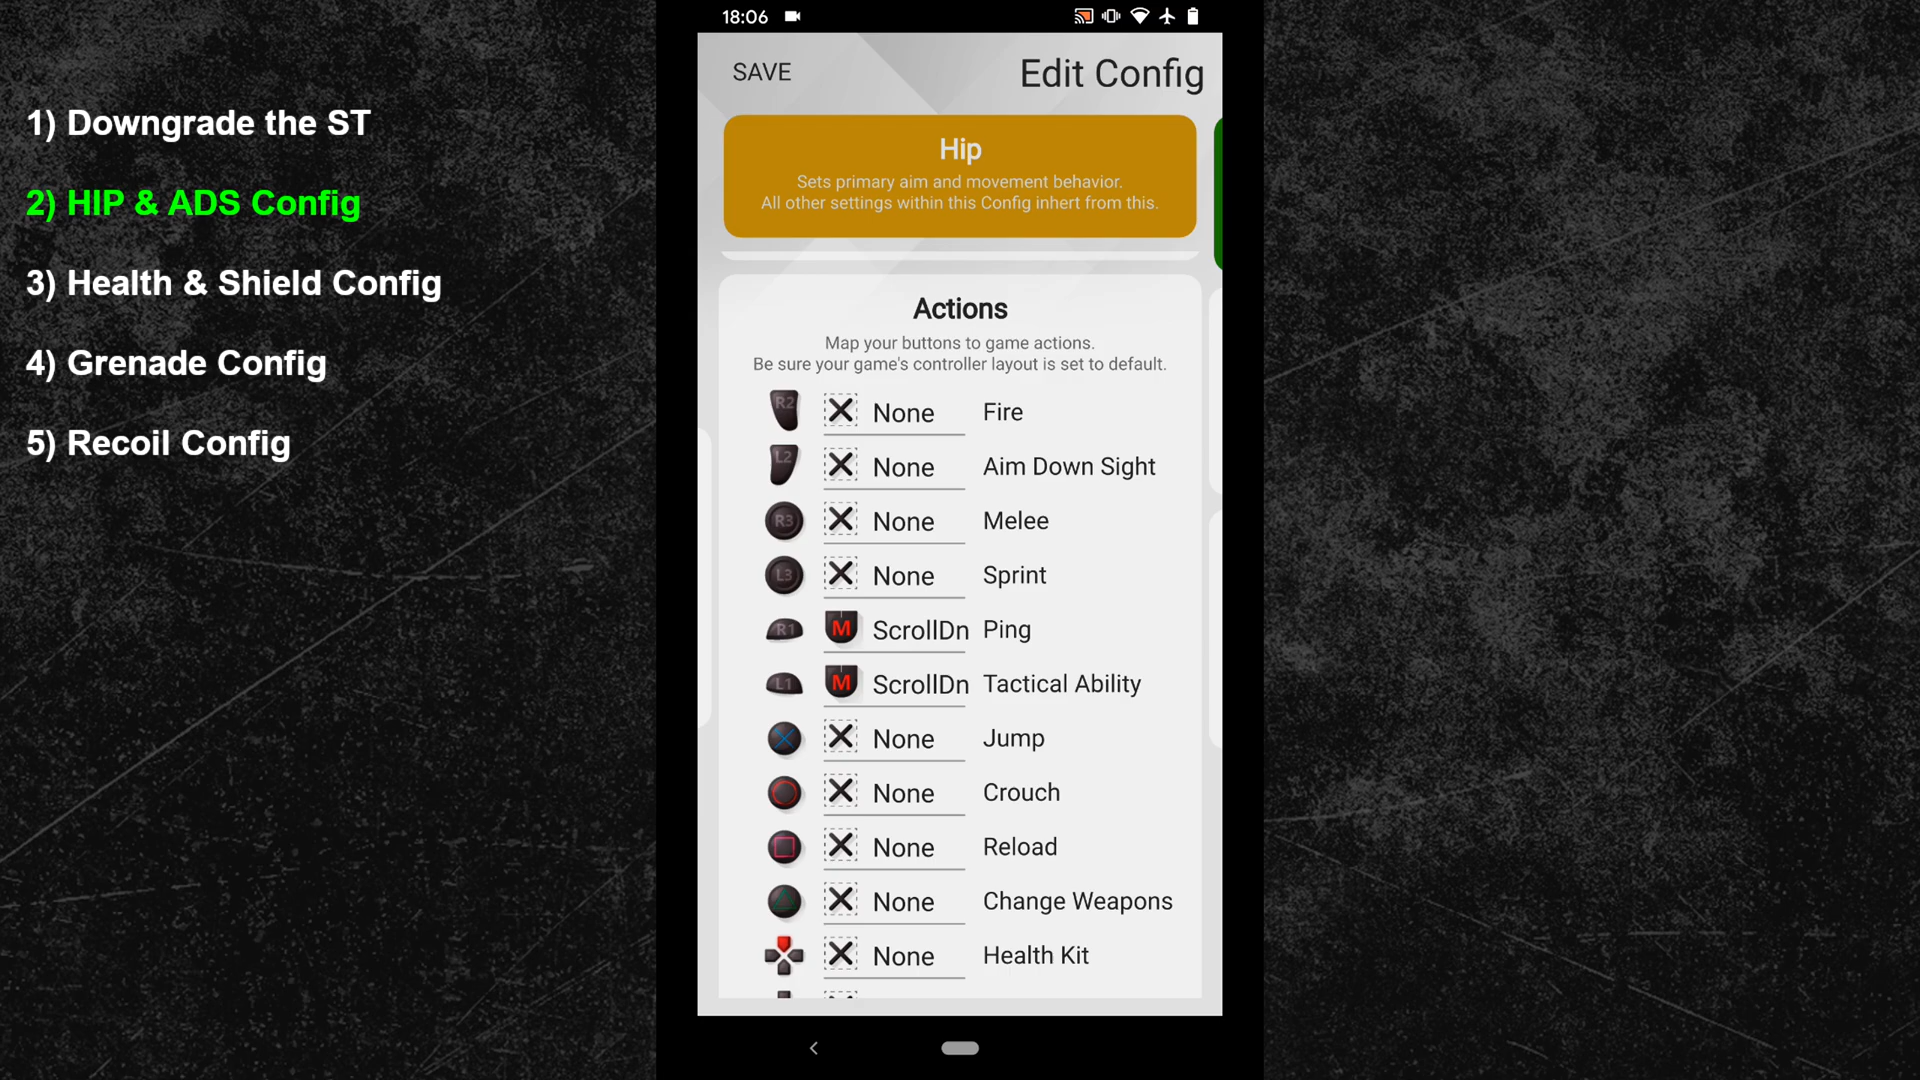 1) Downgrade the ST
2) HIP & ADS Config
3) Health & Shield Config
4) Grenade Config
5) Recoil Config
18:06
SAVE
Edit Config
Hip
Sets primary aim and movement behavior.
All other settings within this Config inhert from this.
Actions
Map your buttons to game actions.
Be sure your game's controller layout is set to default.
R2 None Fire
L2 None Aim Down Sight
R3 None Melee
L3 None Sprint
R1 M ScrollDn Ping
L1 M ScrollDn Tactical Ability
None Jump
None Crouch
None Reload
None Change Weapons
None Health Kit